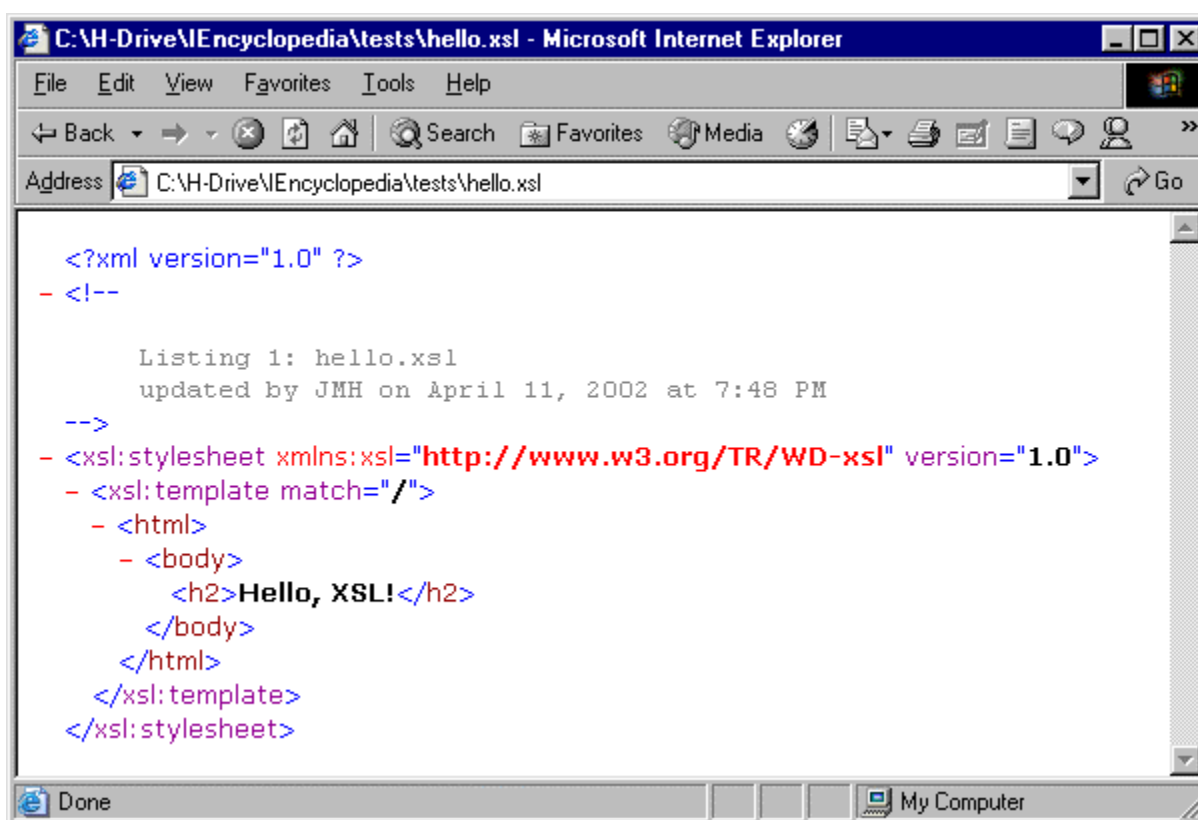 C:\H-Drive\IEncyclopedia\tests\hello.xsl - Microsoft Internet Explorer
File Edit View Favorites Tools Help
Back Search Favorites Media »
Address C:\H-Drive\IEncyclopedia\tests\hello.xsl Go
<?xml version="1.0" ?>
- <!--
Listing 1: hello.xsl
updated by JMH on April 11, 2002 at 7:48 PM
-->
- <xsl:stylesheet xmlns:xsl="http://www.w3.org/TR/WD-xsl" version="1.0">
- <xsl:template match="/">
- <html>
- <body>
<h2>Hello, XSL!</h2>
</body>
</html>
</xsl:template>
</xsl:stylesheet>
Done My Computer